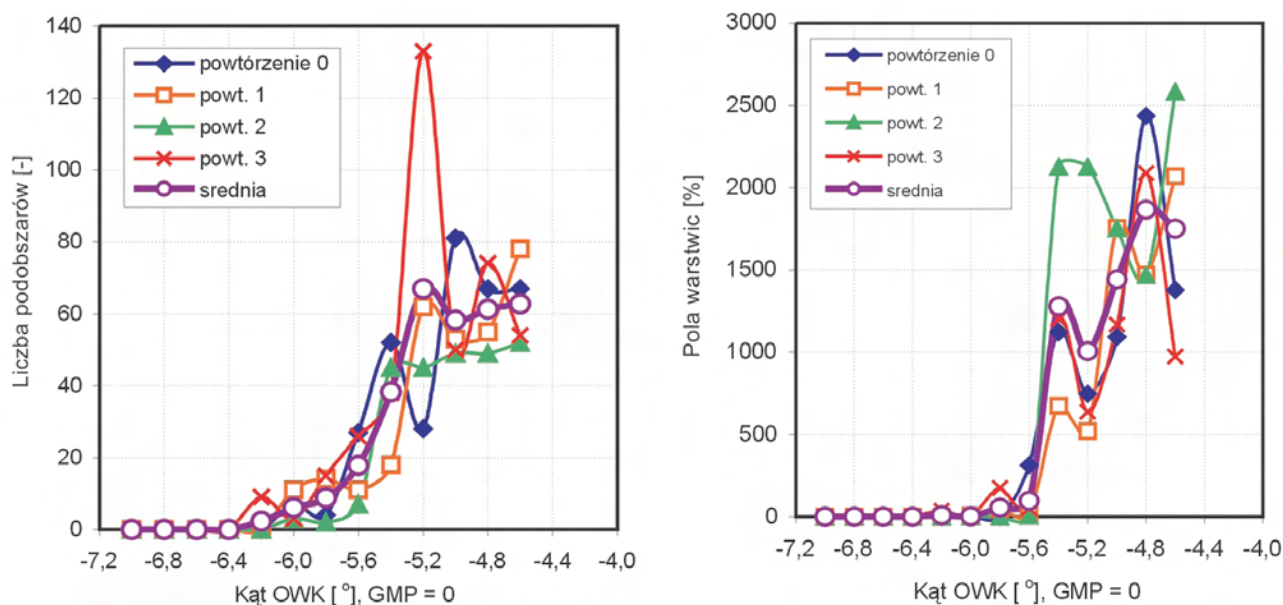 Liczba podobszarów [-]
140
120
100
80
60
40
20
0
powtórzenie 0
powt. 1
powt. 2
powt. 3
srednia
-7,2 -6,8 -6,4 -6,0 -5,6 -5,2 -4,8 -4,4 -4,0
Kąt OWK [ °], GMP = 0
Pola warstwic [%]
3000
2500
2000
1500
1000
500
0
powtórzenie 0
powt. 1
powt. 2
powt. 3
srednia
-7,2 -6,8 -6,4 -6,0 -5,6 -5,2 -4,8 -4,4 -4,0
Kąt OWK [ °], GMP = 0